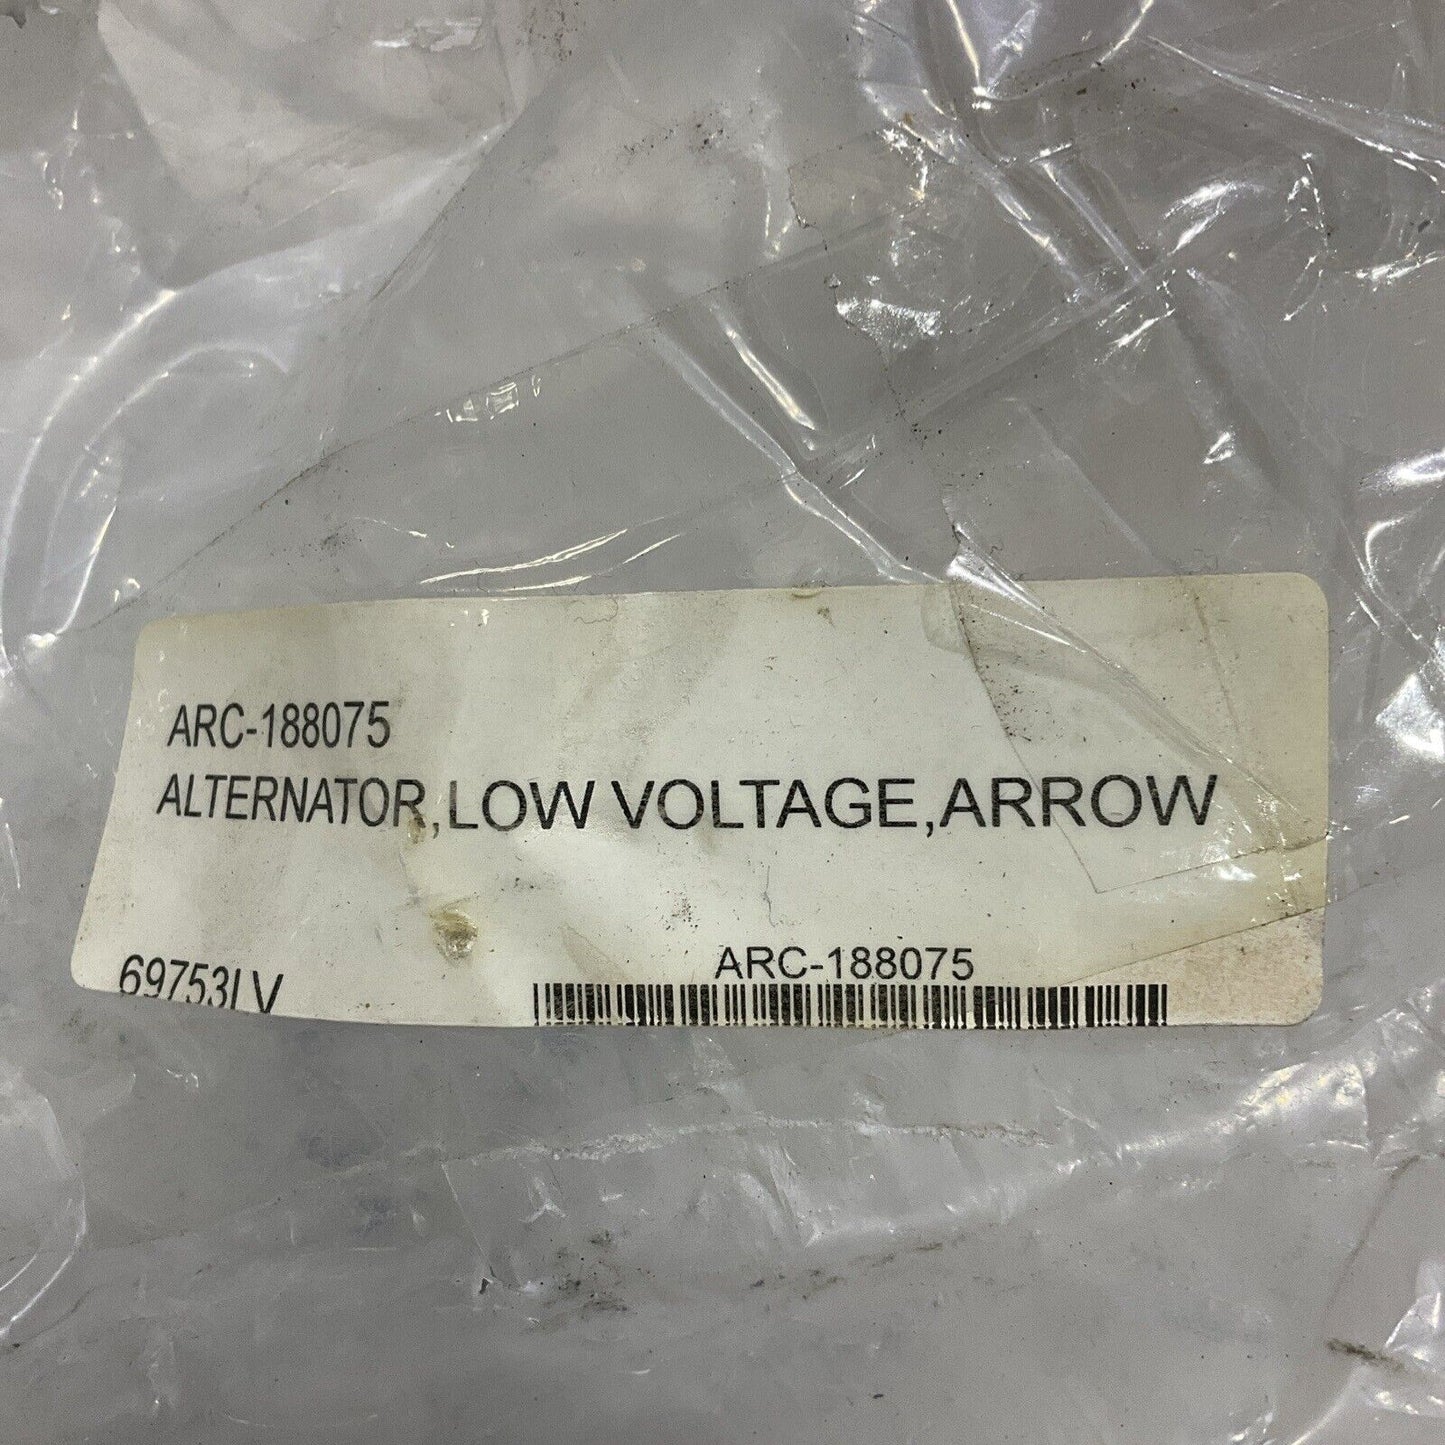 ARC-188075
ALTERNATOR,LOW VOLTAGE,ARROW
69753LV
ARC-188075